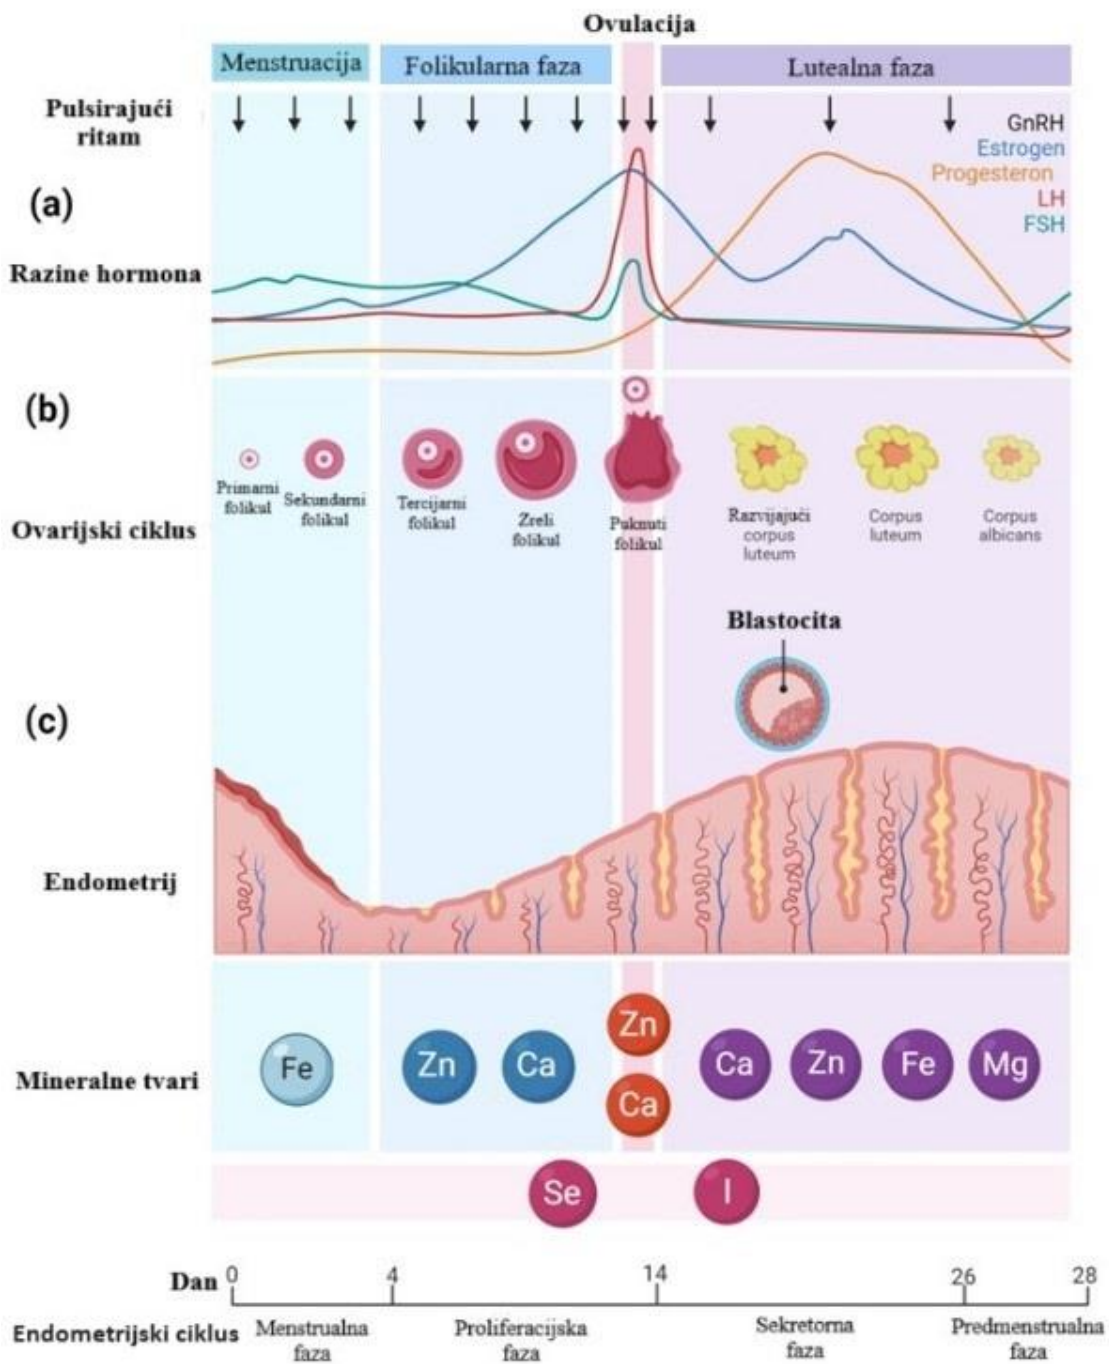 Ovulacija
Menstruacija
Folikularna faza
Lutealna faza
Pulsirajući
ritam
GnRH
Estrogen
Progesteron
LH
FSH
(a)
Razine hormona
(b)
Primarni
folikul
Sekundarni
folikul
Tercijarni
folikul
Zreli
folikul
Puknuti
folikul
Razvijajući
corpus
luteum
Corpus
luteum
Corpus
albicans
Ovarijski ciklus
Blastocita
(c)
Endometrij
Mineralne tvari
Fe
Zn
Ca
Zn
Ca
Ca
Zn
Fe
Mg
Se
I
Dan
0
4
14
26
28
Endometrijski ciklus
Menstrualna
faza
Proliferacijska
faza
Sekretorna
faza
Predmenstrualna
faza